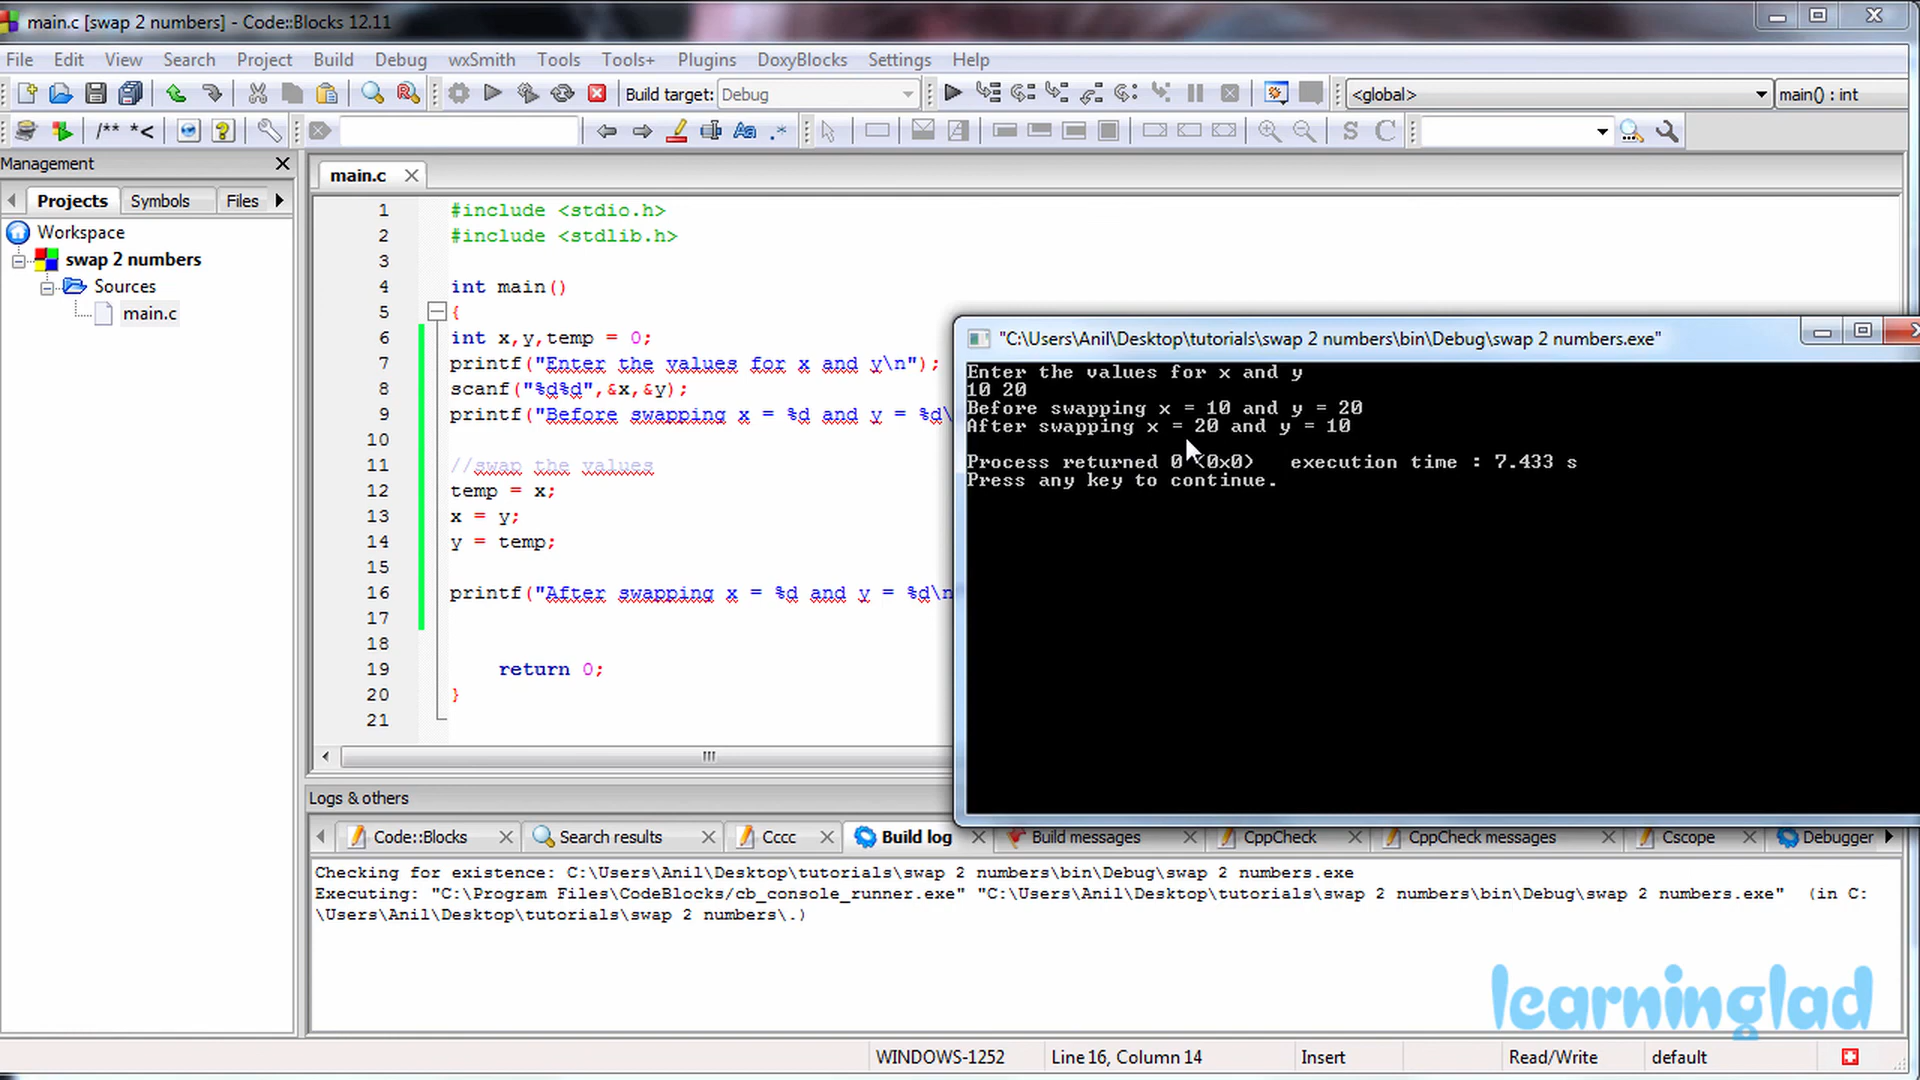 main.c [swap 2 numbers] - Code::Blocks 12.11
File Edit View Search Project Build Debug wxSmith Tools Tools+ Plugins DoxyBlocks Settings Help
Build target: Debug <global> main() : int
/** *< Aa .* S C
Management
Projects Symbols Files
Workspace
swap 2 numbers
Sources
main.c
main.c
1 #include <stdio.h>
2 #include <stdlib.h>
3
4 int main()
5 {
6 int x,y,temp = 0;
7 printf("Enter the values for x and y\n");
8 scanf("%d%d",&x,&y);
9 printf("Before swapping x = %d and y = %d\
10
11 //swap the values
12 temp = x;
13 x = y;
14 y = temp;
15
16 printf("After swapping x = %d and y = %d\n
17
18
19 return 0;
20 }
21
"C:\Users\Anil\Desktop\tutorials\swap 2 numbers\bin\Debug\swap 2 numbers.exe"
Enter the values for x and y
10 20
Before swapping x = 10 and y = 20
After swapping x = 20 and y = 10
Process returned 0 (0x0) execution time : 7.433 s
Press any key to continue.
Logs & others
Code::Blocks Search results Cccc Build log Build messages CppCheck CppCheck messages Cscope Debugger
Checking for existence: C:\Users\Anil\Desktop\tutorials\swap 2 numbers\bin\Debug\swap 2 numbers.exe
Executing: "C:\Program Files\CodeBlocks/cb_console_runner.exe" "C:\Users\Anil\Desktop\tutorials\swap 2 numbers\bin\Debug\swap 2 numbers.exe" (in C:
\Users\Anil\Desktop\tutorials\swap 2 numbers\.)
learninglad
WINDOWS-1252 Line 16, Column 14 Insert Read/Write default